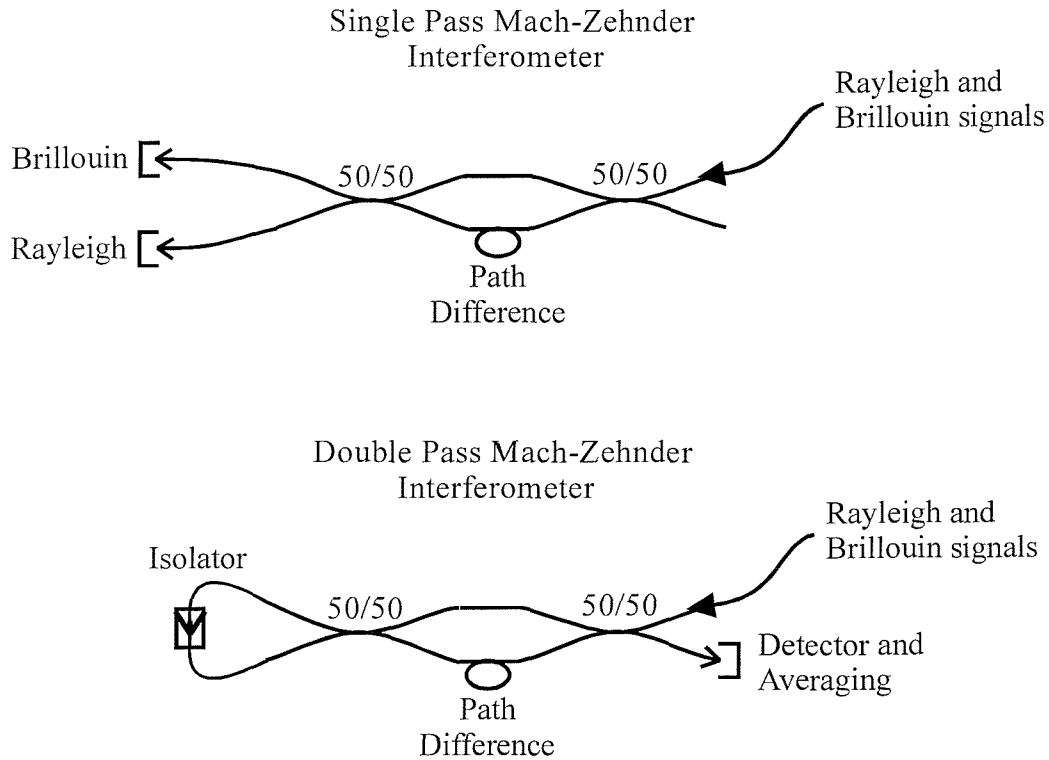 Single Pass Mach-Zehnder
Interferometer
Rayleigh and
Brillouin signals
Brillouin
50/50
50/50
Rayleigh
Path
Difference
Double Pass Mach-Zehnder
Interferometer
Rayleigh and
Brillouin signals
Isolator
50/50
50/50
Detector and
Averaging
Path
Difference